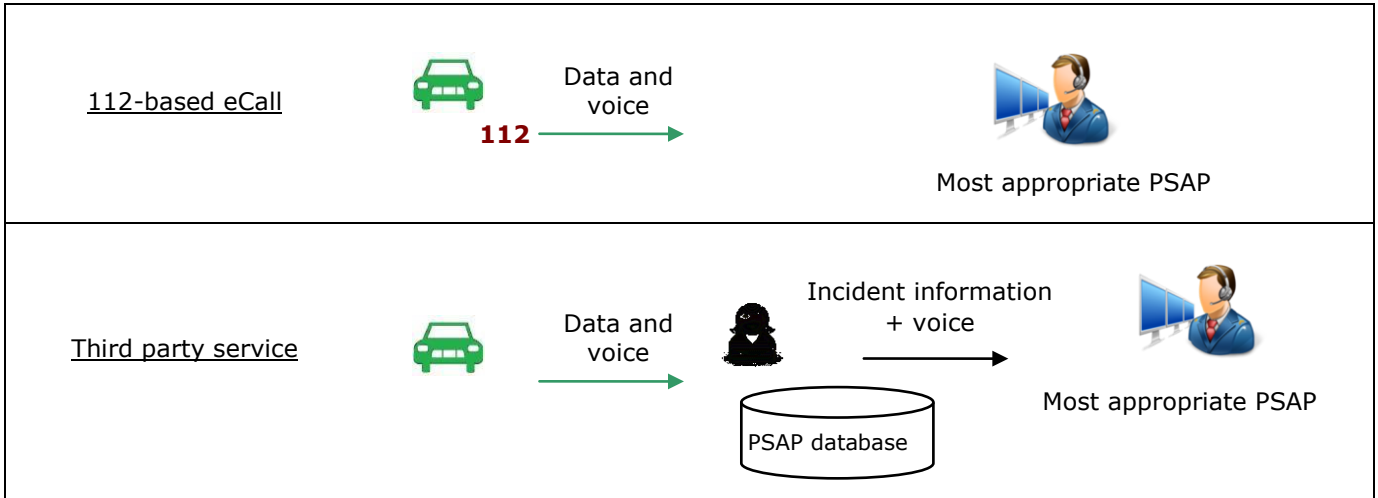 112-based eCall
Data and
voice
112
Most appropriate PSAP
Third party service
Data and
voice
Incident information
+ voice
PSAP database
Most appropriate PSAP